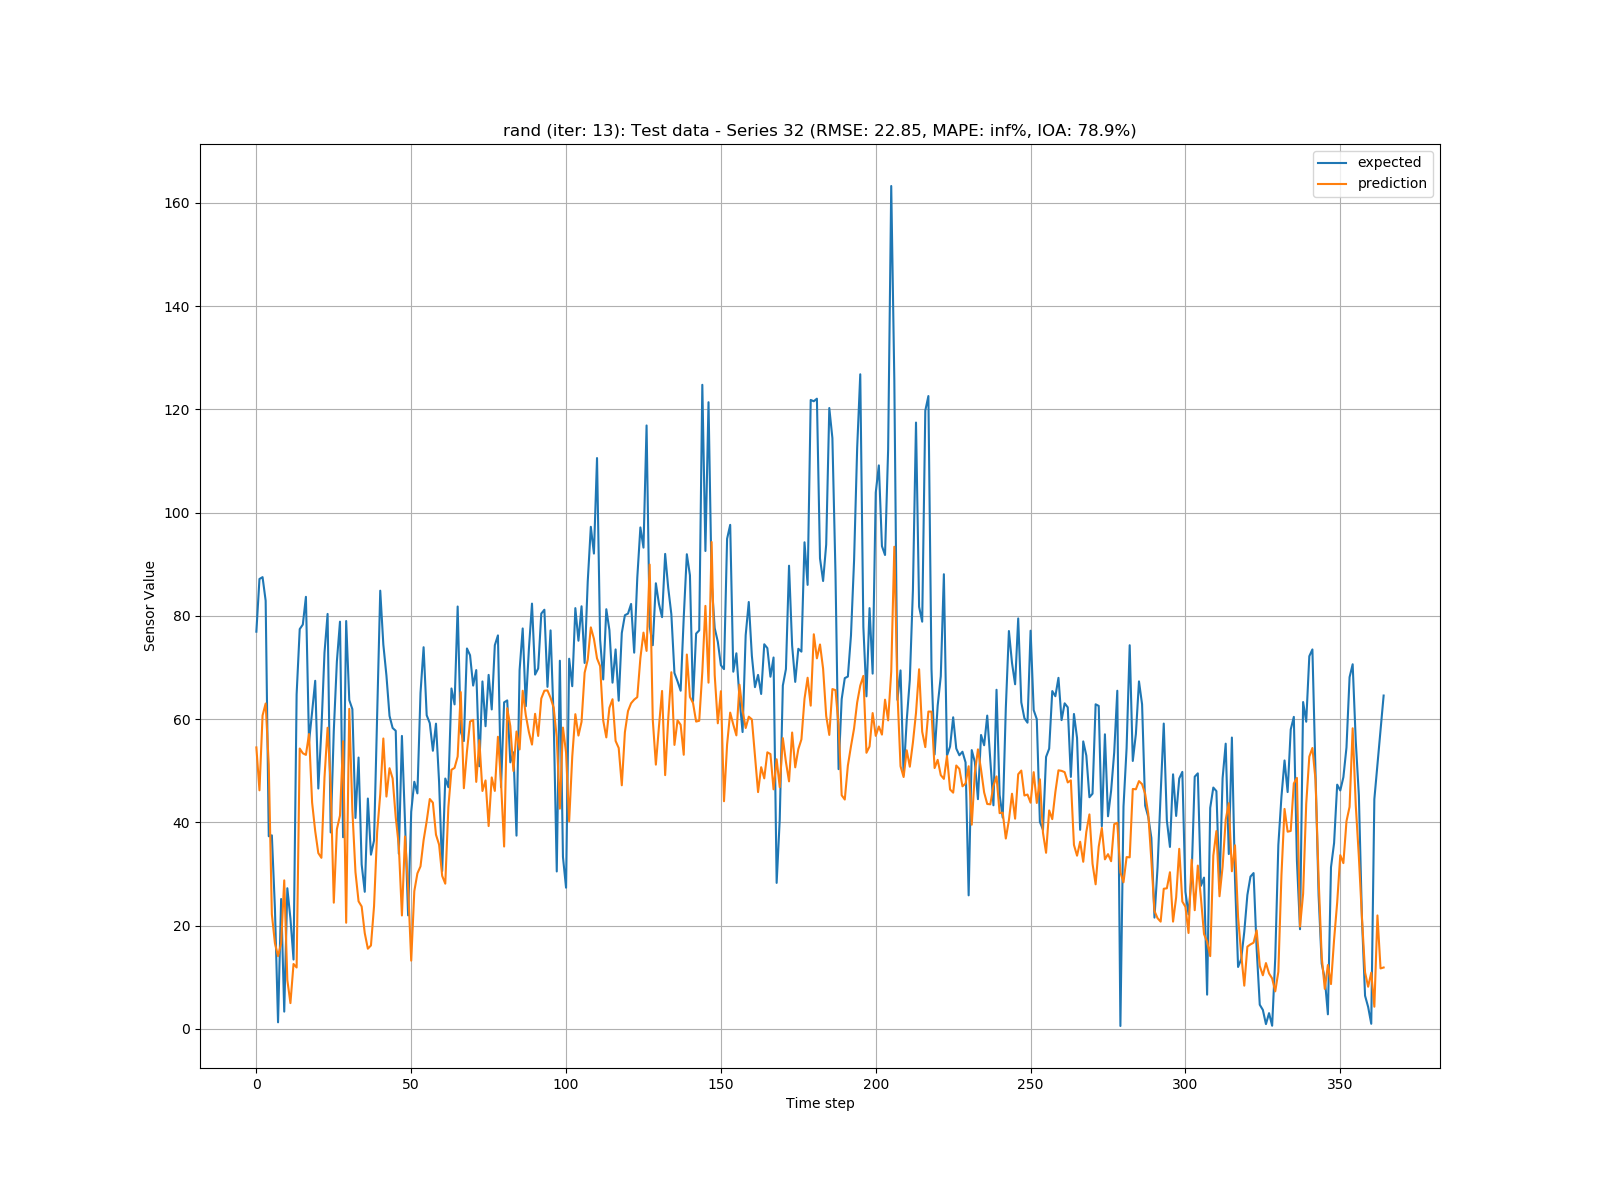 rand (iter: 13): Test data - Series 32 (RMSE: 22.85, MAPE: inf%, IOA: 78.9%)
expected
prediction
160
140
120
100
80
60
40
20
0
Sensor Value
0 50 100 150 200 250 300 350
Time step